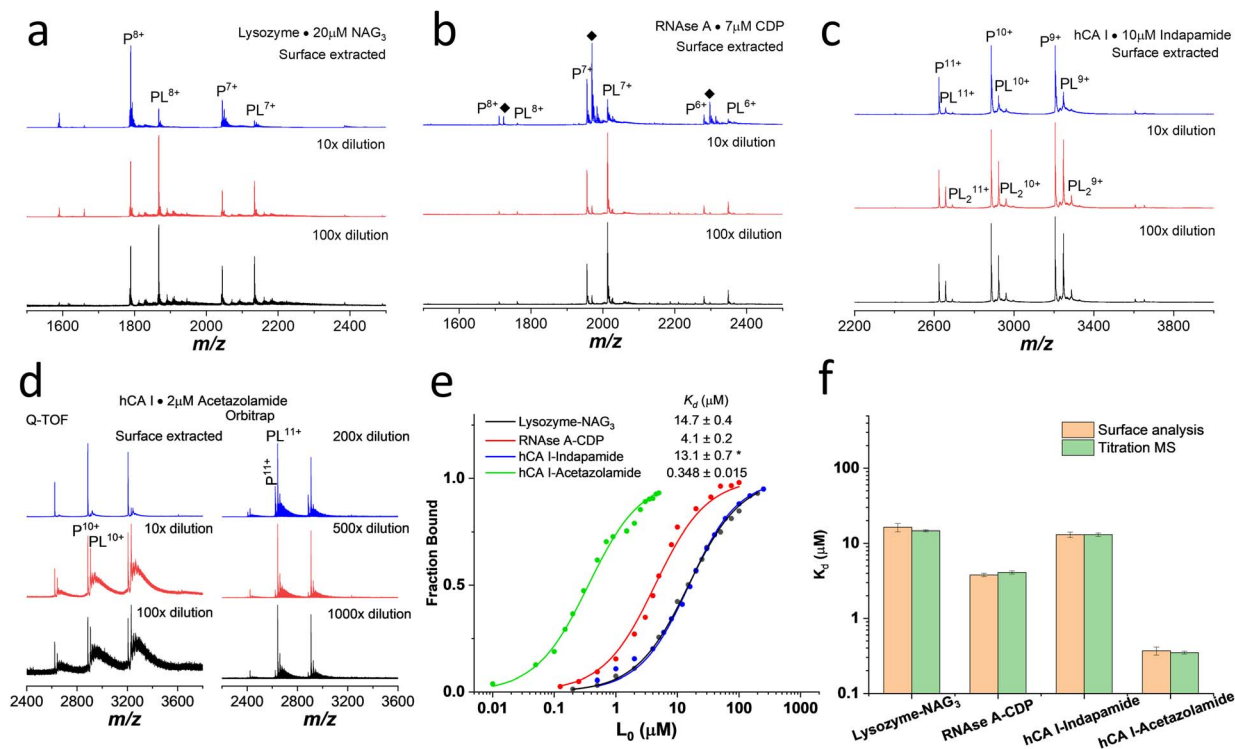 a
Lysozyme • 20μM NAG3
Surface extracted
P8+
PL8+
P7+
PL7+
10x dilution
100x dilution
1600 1800 2000 2200 2400
m/z
b
RNAse A • 7μM CDP
Surface extracted
P8+
◆
PL8+
P7+
◆
PL7+
P6+
◆
PL6+
10x dilution
100x dilution
1600 1800 2000 2200 2400
m/z
c
hCA I • 10μM Indapamide
Surface extracted
P11+
PL11+
P10+
PL10+
P9+
PL9+
10x dilution
PL2 11+
PL2 10+
PL2 9+
100x dilution
2200 2600 3000 3400 3800
m/z
d
hCA I • 2μM Acetazolamide
Q-TOF
Orbitrap
Surface extracted
10x dilution
P10+
PL10+
100x dilution
2400 2800 3200 3600
m/z
P11+
PL11+
200x dilution
500x dilution
1000x dilution
2400 2800 3200 3600
m/z
e
Kd (μM)
Lysozyme-NAG3 14.7 ± 0.4
RNAse A-CDP 4.1 ± 0.2
hCA I-Indapamide 13.1 ± 0.7 *
hCA I-Acetazolamide 0.348 ± 0.015
Fraction Bound
1.0
0.5
0.0
0.01 0.1 1 10 100 1000
L0 (μM)
f
Surface analysis
Titration MS
Kd (μM)
100
10
1
0.1
Lysozyme-NAG3
RNAse A-CDP
hCA I-Indapamide
hCA I-Acetazolamide